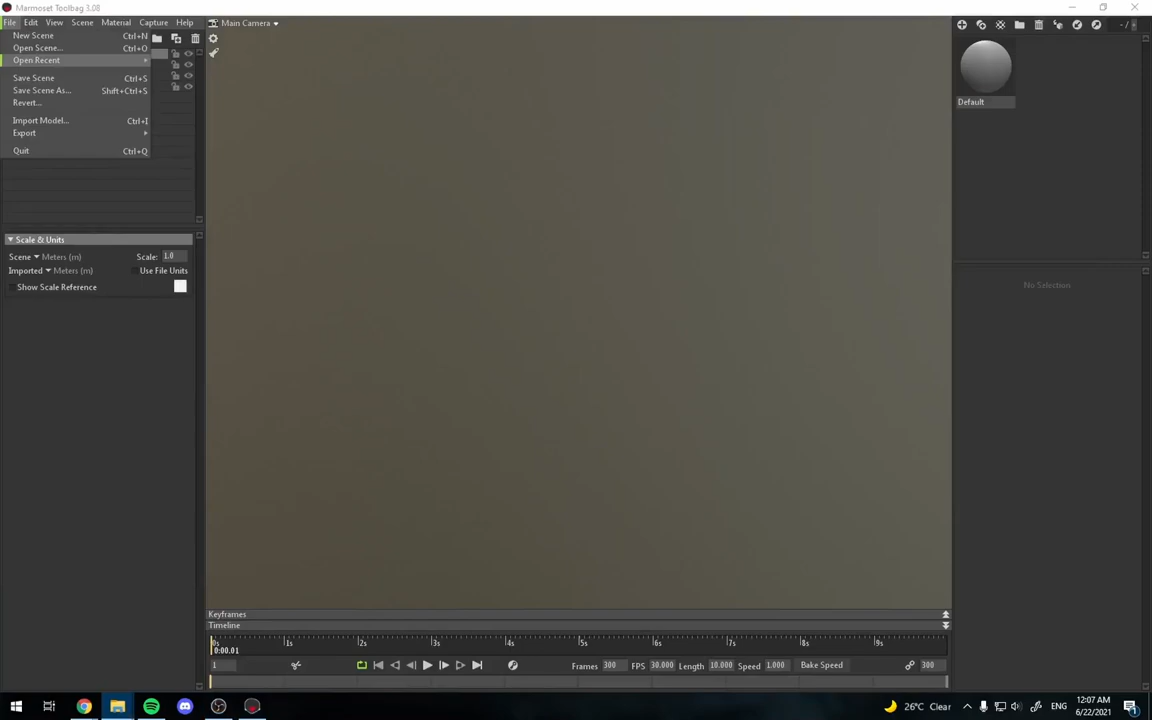 Marmoset Toolbag 3.08
File Edit View Scene Material Capture Help
Main Camera
- / -
New Scene Ctrl+N
Open Scene... Ctrl+O
Open Recent
Save Scene Ctrl+S
Save Scene As... Shift+Ctrl+S
Revert...
Import Model... Ctrl+I
Export
Quit Ctrl+Q
Default
Scale & Units
Scene Meters (m) Scale: 1.0
Imported Meters (m) Use File Units
Show Scale Reference
No Selection
Keyframes
Timeline
0s 1s 2s 3s 4s 5s 6s 7s 8s 9s
0:00.01
1 Frames 300 FPS 30.000 Length 10.000 Speed 1.000 Bake Speed 300
26°C Clear ENG 12:07 AM
6/22/2021
1